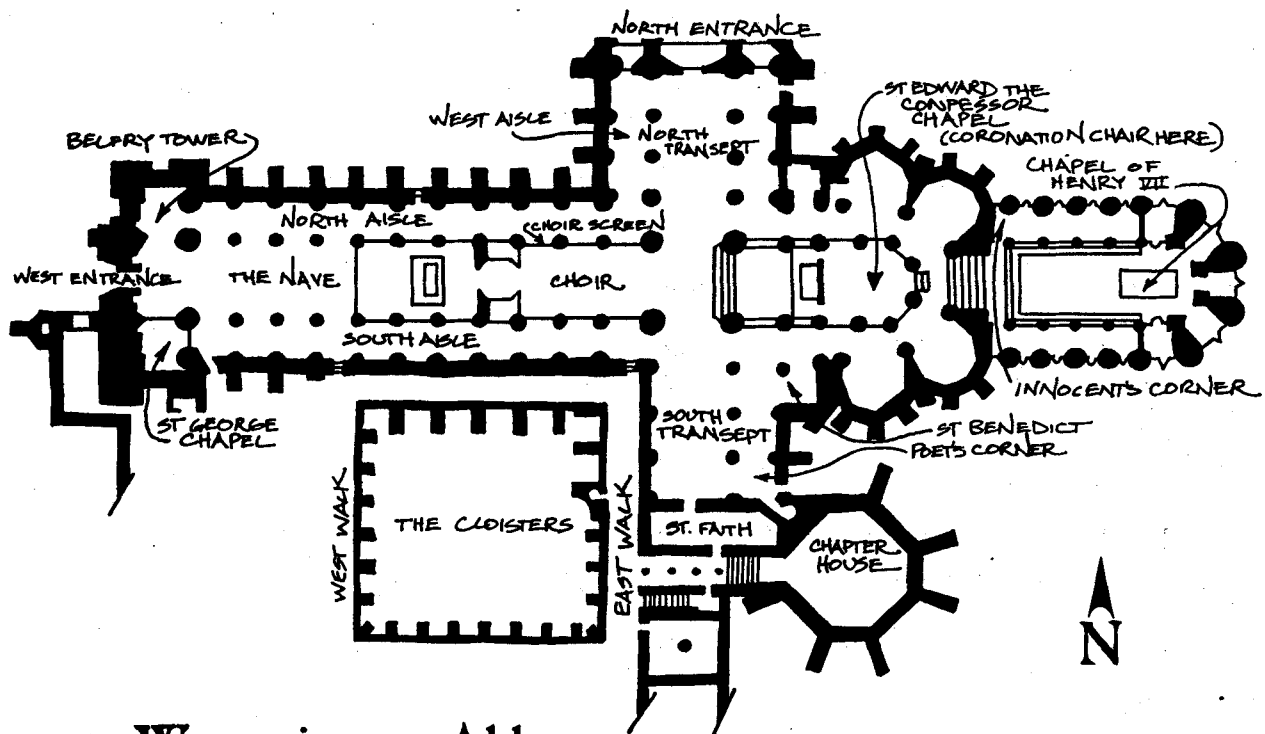 NORTH ENTRANCE
ST EDWARD THE
CONFESSOR
CHAPEL
(CORONATION CHAIR HERE)
WEST AISLE
NORTH
TRANSEPT
BELFRY TOWER
CHAPEL OF
HENRY VII
NORTH AISLE
CHOIR SCREEN
WEST ENTRANCE
THE NAVE
CHOIR
SOUTH AISLE
INNOCENT'S CORNER
ST GEORGE
CHAPEL
SOUTH
TRANSEPT
ST BENEDICT
POET'S CORNER
WEST WALK
THE CLOISTERS
EAST WALK
ST. FAITH
CHAPTER
HOUSE
N